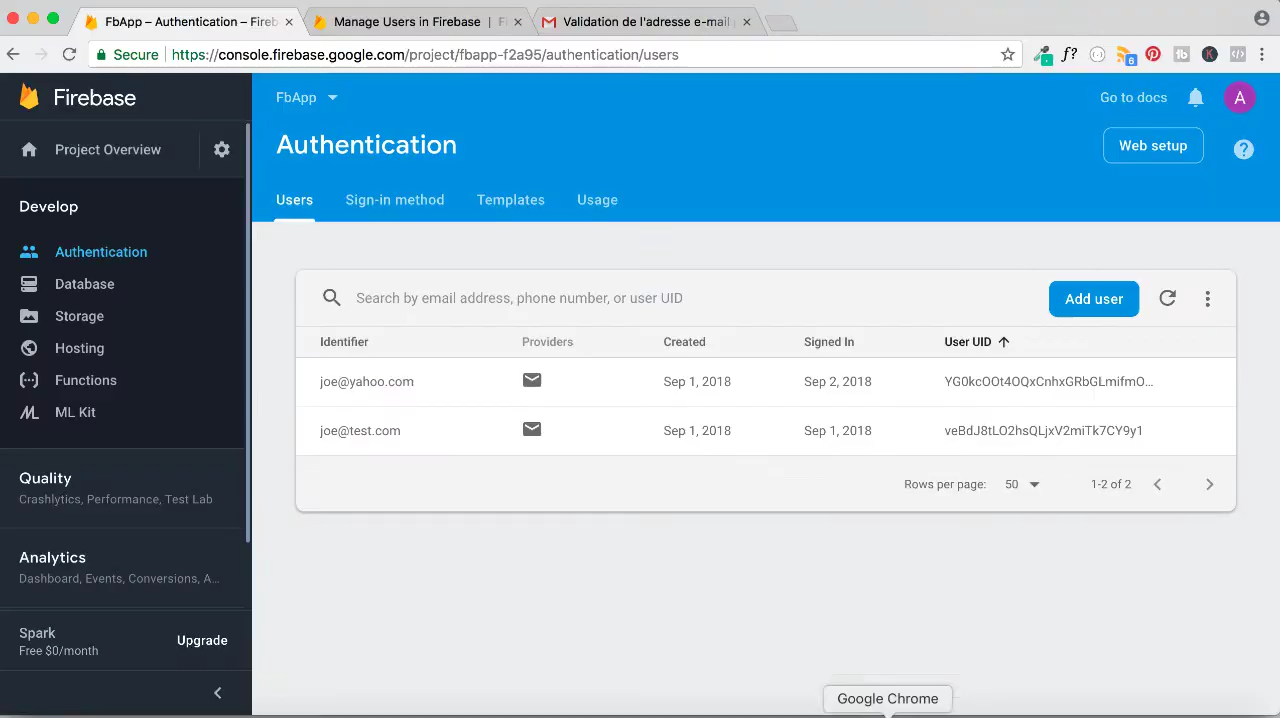 FbApp – Authentication – Fireb
Manage Users in Firebase | Fi
Validation de l'adresse e-mail
Secure https://console.firebase.google.com/project/fbapp-f2a95/authentication/users
f?
6
tb
K
Firebase
FbApp
Go to docs
A
Project Overview
Authentication
Web setup
?
Develop
Users
Sign-in method
Templates
Usage
Authentication
Database
Storage
Hosting
Functions
ML Kit
Search by email address, phone number, or user UID
Add user
Identifier Providers Created Signed In User UID
joe@yahoo.com Sep 1, 2018 Sep 2, 2018
joe@test.com Sep 1, 2018 Sep 1, 2018 veBdJ8tLO2hsQLjxV2miTk7CY9y1
Rows per page: 50 1-2 of 2
Quality
Crashlytics, Performance, Test Lab
Analytics
Dashboard, Events, Conversions, A...
Spark
Free $0/month
Upgrade
Google Chrome